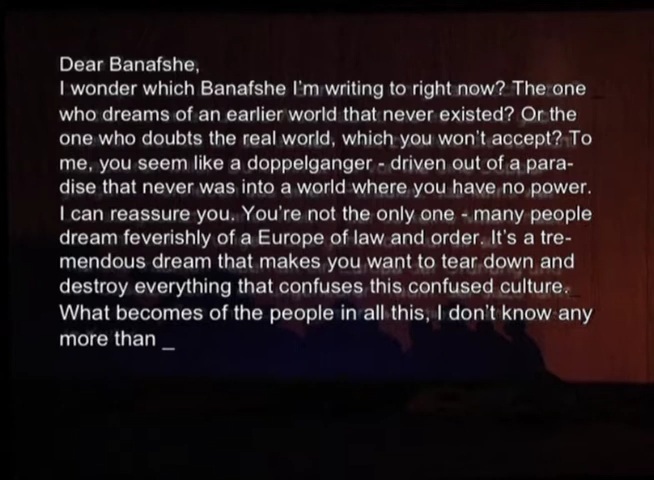 Dear Banafshe,
I wonder which Banafshe I'm writing to right now? The one
who dreams of an earlier world that never existed? Or the
one who doubts the real world, which you won't accept? To
me, you seem like a doppelganger - driven out of a para-
dise that never was into a world where you have no power.
I can reassure you. You're not the only one - many people
dream feverishly of a Europe of law and order. It's a tre-
mendous dream that makes you want to tear down and
destroy everything that confuses this confused culture.
What becomes of the people in all this, I don't know any
more than _